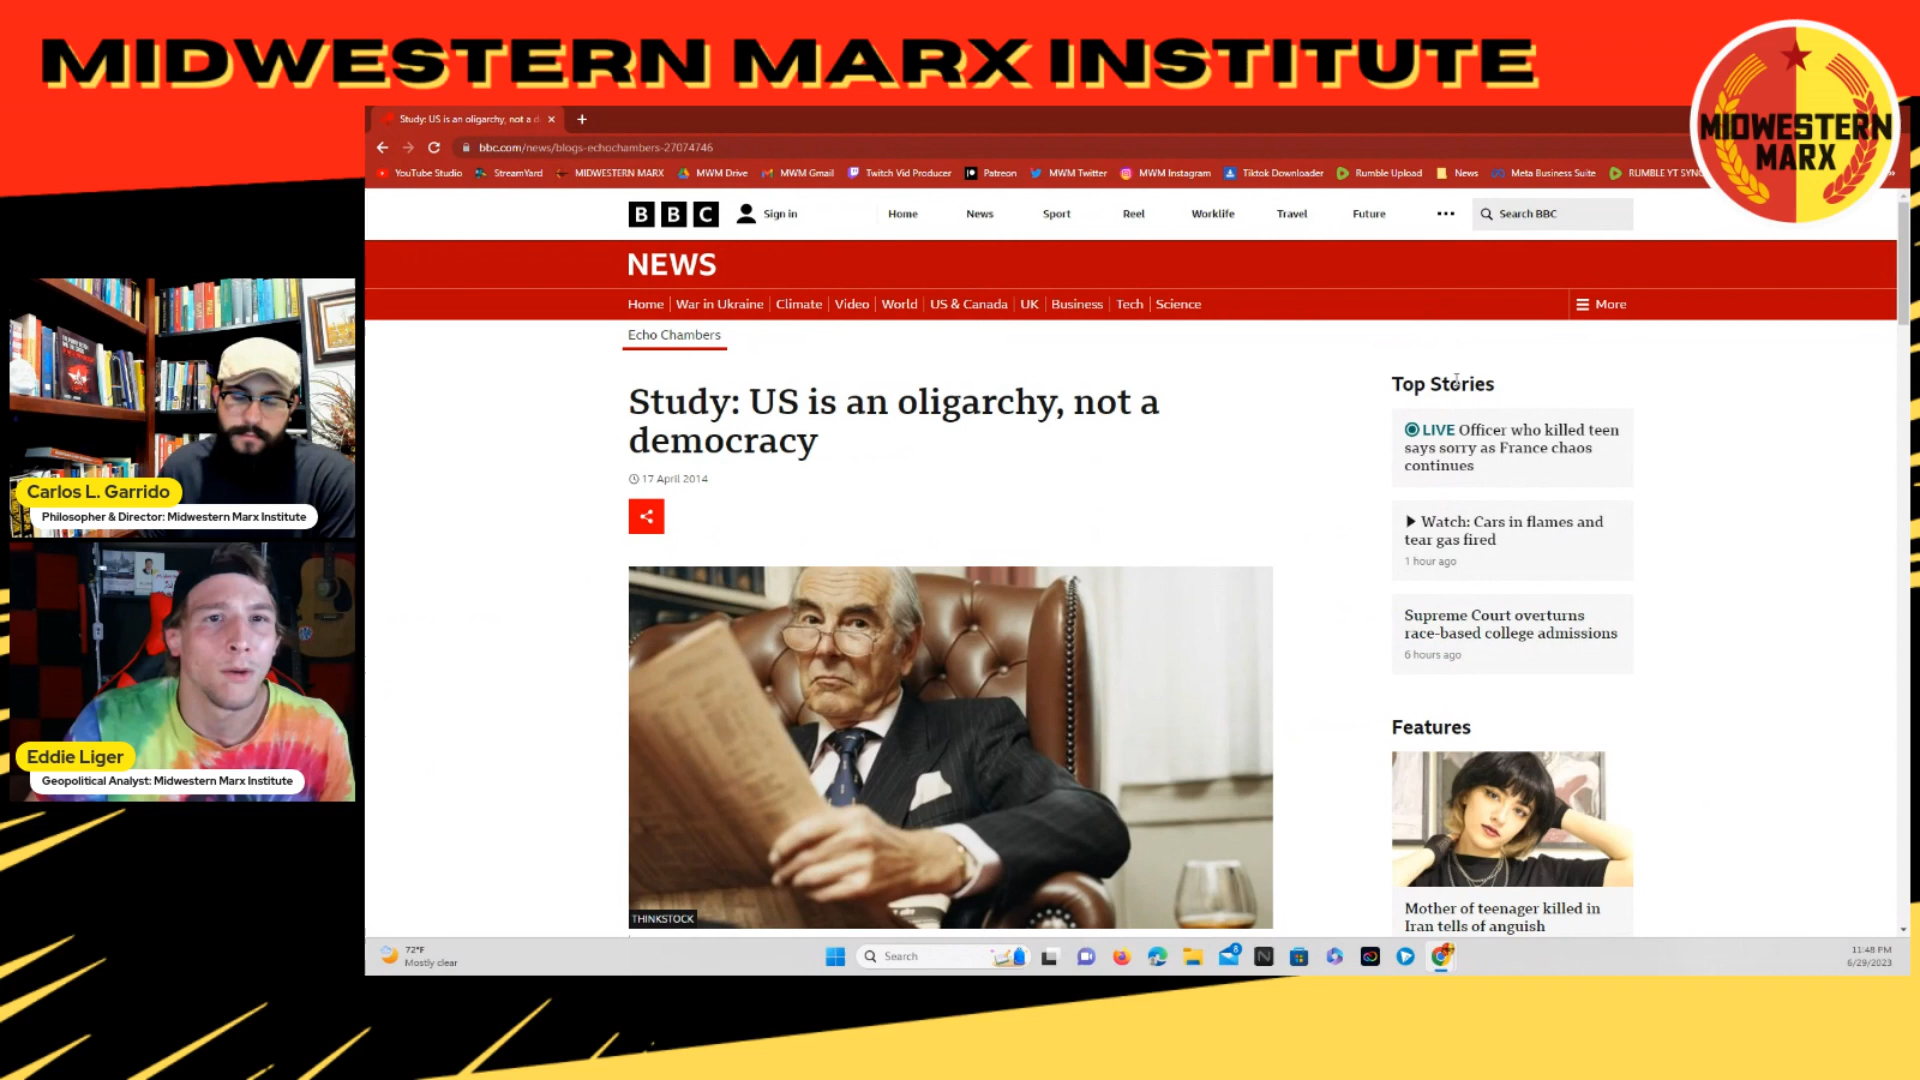 MIDWESTERN MARX INSTITUTE
MIDWESTERN
MARX
Study: US is an oligarchy, not a d
bbc.com/news/blogs-echochambers-27074746
YouTube Studio StreamYard MIDWESTERN MARX MWM Drive MWM Gmail Twitch Vid Producer Patreon MWM Twitter MWM Instagram Tiktok Downloader Rumble Upload News Meta Business Suite RUMBLE YT SYNC
BBC Sign in Home News Sport Reel Worklife Travel Future ••• Search BBC
NEWS
Home War in Ukraine Climate Video World US & Canada UK Business Tech Science More
Echo Chambers
Study: US is an oligarchy, not a
democracy
17 April 2014
THINKSTOCK
Top Stories
LIVE Officer who killed teen
says sorry as France chaos
continues
Watch: Cars in flames and
tear gas fired
1 hour ago
Supreme Court overturns
race-based college admissions
6 hours ago
Features
Mother of teenager killed in
Iran tells of anguish
Carlos L. Garrido
Philosopher & Director: Midwestern Marx Institute
Eddie Liger
Geopolitical Analyst: Midwestern Marx Institute
72°F
Mostly clear
Search
8
11:48 PM
6/29/2023